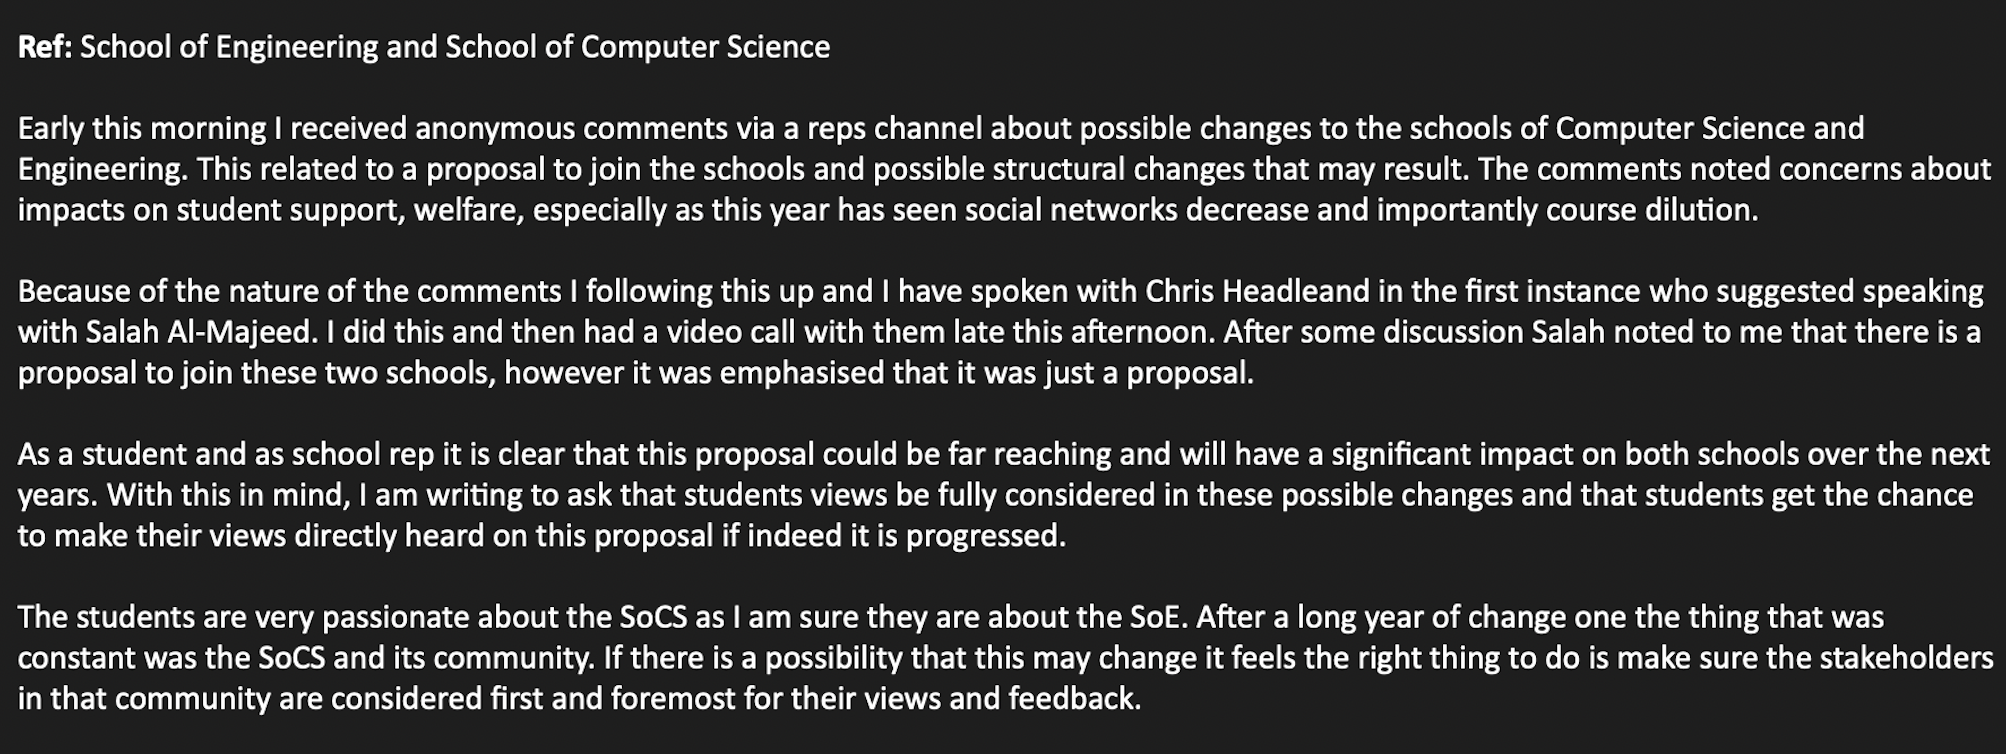 Ref: School of Engineering and School of Computer Science
Early this morning I received anonymous comments via a reps channel about possible changes to the schools of Computer Science and
Engineering. This related to a proposal to join the schools and possible structural changes that may result. The comments noted concerns about
impacts on student support, welfare, especially as this year has seen social networks decrease and importantly course dilution.
Because of the nature of the comments I following this up and I have spoken with Chris Headleand in the first instance who suggested speaking
with Salah Al-Majeed. I did this and then had a video call with them late this afternoon. After some discussion Salah noted to me that there is a
proposal to join these two schools, however it was emphasised that it was just a proposal.
As a student and as school rep it is clear that this proposal could be far reaching and will have a significant impact on both schools over the next
years. With this in mind, I am writing to ask that students views be fully considered in these possible changes and that students get the chance
to make their views directly heard on this proposal if indeed it is progressed.
The students are very passionate about the SoCS as I am sure they are about the SoE. After a long year of change one the thing that was
constant was the SoCS and its community. If there is a possibility that this may change it feels the right thing to do is make sure the stakeholders
in that community are considered first and foremost for their views and feedback.